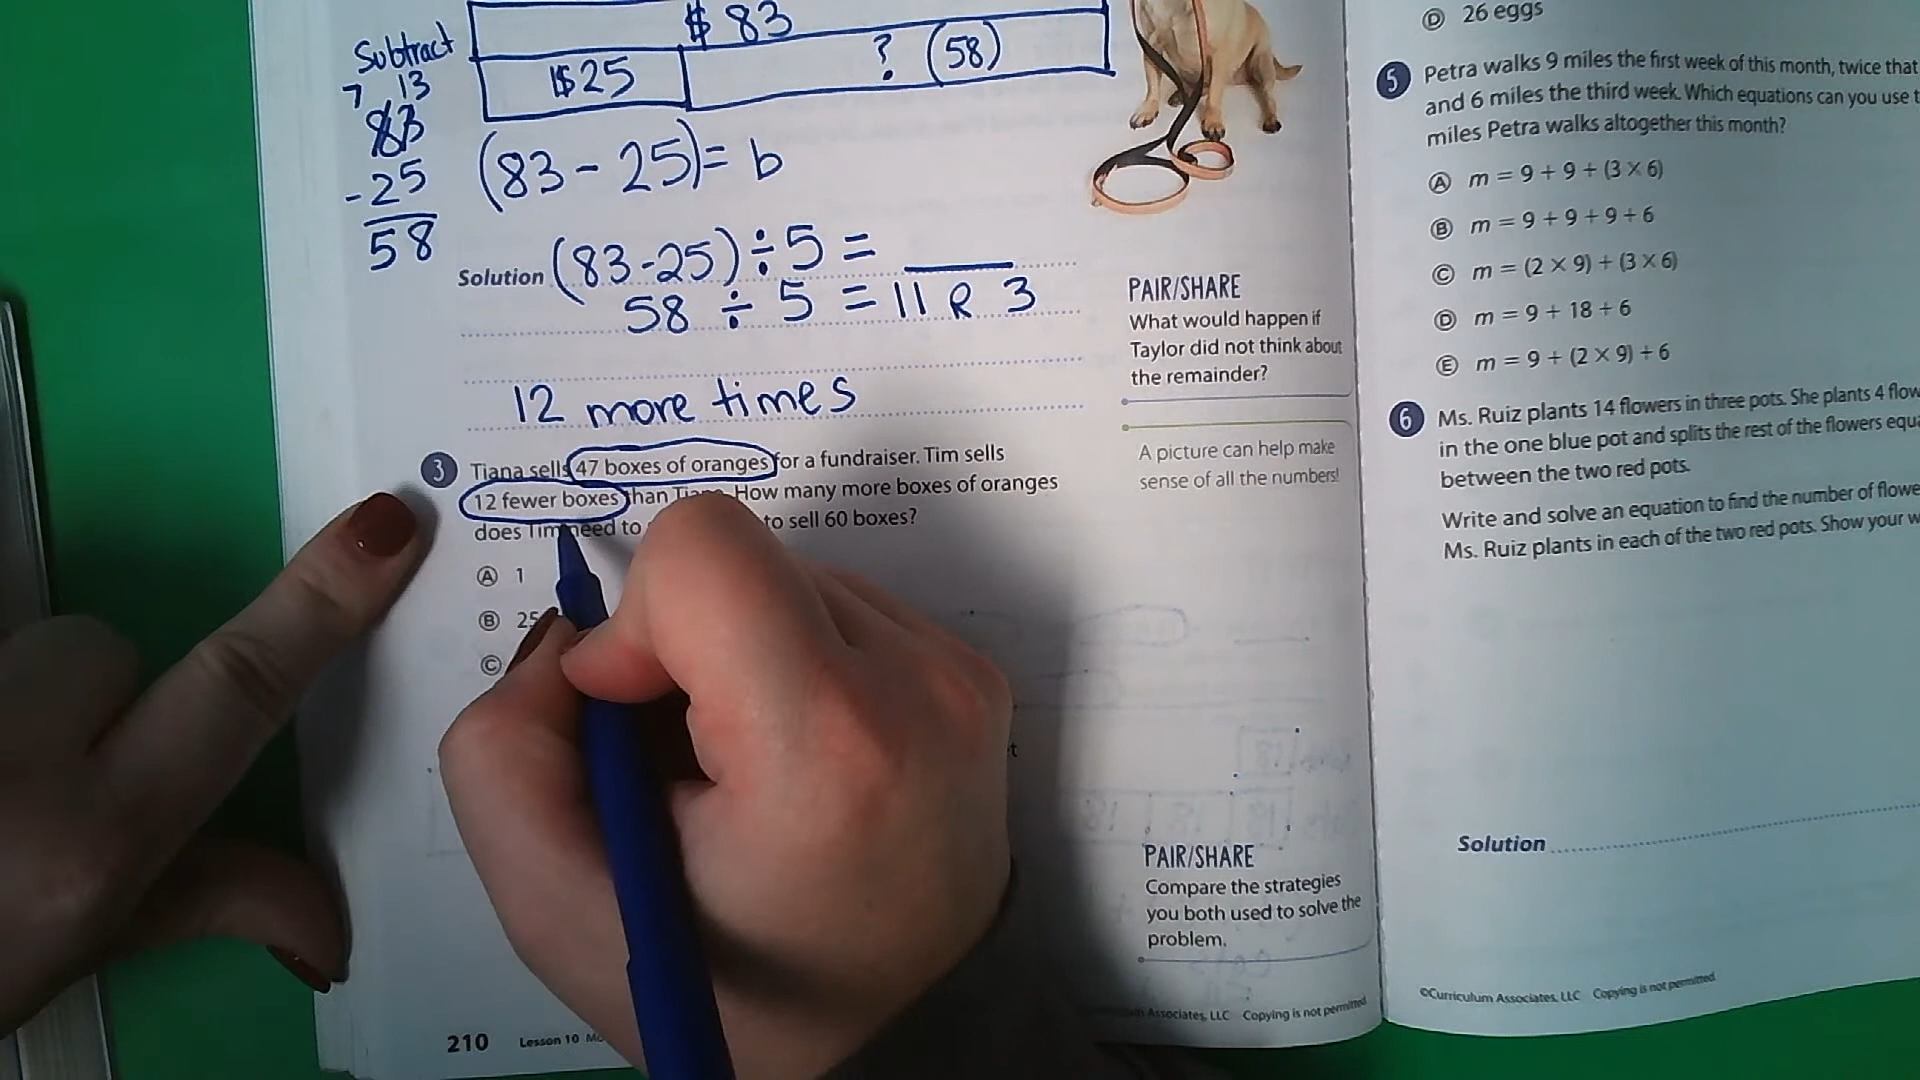 $ 83
Subtract
$25 ? (58)
7 13
83
-25
58
(83 - 25) = b
Solution (83-25) ÷ 5 =
58 ÷ 5 = 11 R 3
12 more times
PAIR/SHARE
What would happen if
Taylor did not think about
the remainder?
3 Tiana sells 47 boxes of oranges for a fundraiser. Tim sells
12 fewer boxes than How many more boxes of oranges
does Tim need to to sell 60 boxes?
A 1
B 25
C
A picture can help make
sense of all the numbers!
PAIR/SHARE
Compare the strategies
you both used to solve the
problem.
210 Lesson 10
Associates, LLC Copying is not permitted
D 26 eggs
5 Petra walks 9 miles the first week of this month, twice that
and 6 miles the third week. Which equations can you use
miles Petra walks altogether this month?
A m = 9 + 9 + (3 × 6)
B m = 9 + 9 + 9 + 6
C m = (2 × 9) + (3 × 6)
D m = 9 + 18 + 6
E m = 9 + (2 × 9) + 6
6 Ms. Ruiz plants 14 flowers in three pots. She plants 4
in the one blue pot and splits the rest of the flowers
between the two red pots.
Write and solve an equation to find the number of
Ms. Ruiz plants in each of the two red pots. Show your
Solution
©Curriculum Associates, LLC Copying is not permitted